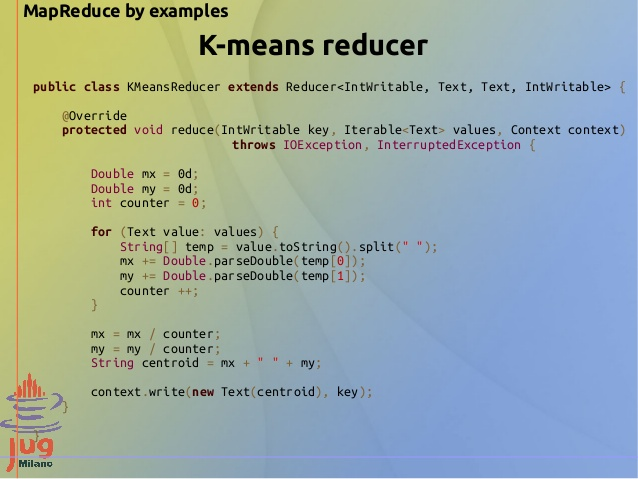 MapReduce by examples
K-means reducer
public class KMeansReducer extends Reducer<IntWritable, Text, Text, IntWritable> {
@Override
protected void reduce(IntWritable key, Iterable<Text> values, Context context)
throws IOException, InterruptedException {
Double mx = 0d;
Double my = 0d;
int counter = 0;
for (Text value: values) {
String[] temp = value.toString().split(" ");
mx += Double.parseDouble(temp[0]);
my += Double.parseDouble(temp[1]);
counter ++;
}
mx = mx / counter;
my = my / counter;
String centroid = mx + " " + my;
context.write(new Text(centroid), key);
}
}
jug
Milano